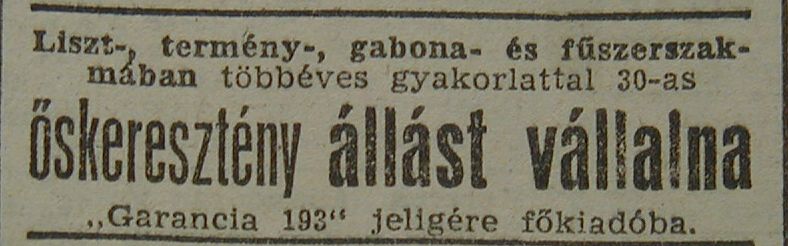 Liszt-, termény-, gabona- és fűszerszak-
mában többéves gyakorlattal 30-as
őskeresztény állást vállalna
„Garancia 193“ jeligére főkiadóba.